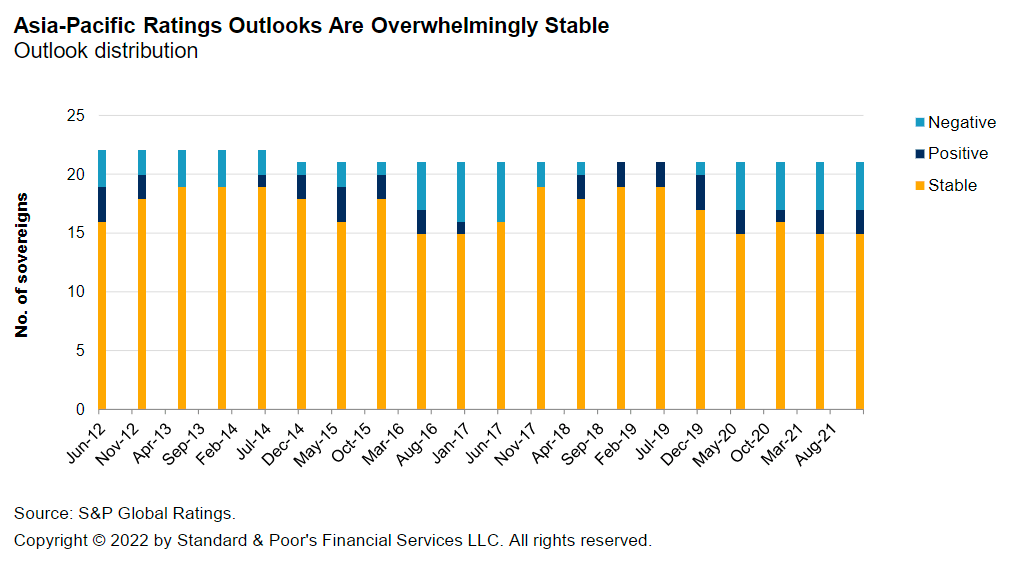 Asia-Pacific Ratings Outlooks Are Overwhelmingly Stable
Outlook distribution
No. of sovereigns
25
20
15
10
5
0
Jun-12
Nov-12
Apr-13
Sep-13
Feb-14
Jul-14
Dec-14
May-15
Oct-15
Mar-16
Aug-16
Jan-17
Jun-17
Nov-17
Apr-18
Sep-18
Feb-19
Jul-19
Dec-19
May-20
Oct-20
Mar-21
Aug-21
Negative
Positive
Stable
Source: S&P Global Ratings.
Copyright © 2022 by Standard & Poor's Financial Services LLC. All rights reserved.